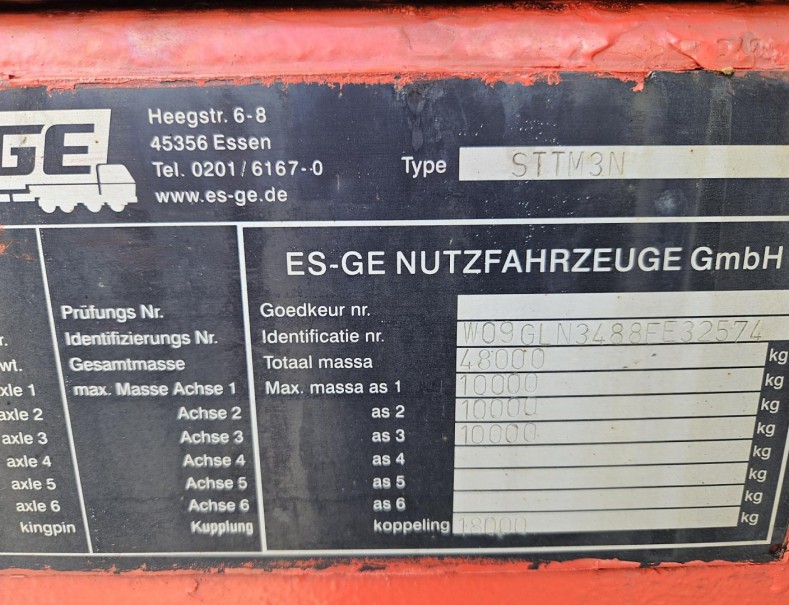 GE
Heegstr. 6-8
45356 Essen
Tel. 0201/6167-0
www.es-ge.de
Type STTM3N
ES-GE NUTZFAHRZEUGE GmbH
Prüfungs Nr. Goedkeur nr.
r. Identifizierungs Nr. Identificatie nr. W09GLN3488FE32574
wt. Gesamtmasse Totaal massa 48000 kg
xle 1 max. Masse Achse 1 Max. massa as 1 10000 kg
axle 2 Achse 2 as 2 10000 kg
axle 3 Achse 3 as 3 10000 kg
axle 4 Achse 4 as 4 kg
axle 5 Achse 5 as 5 kg
axle 6 Achse 6 as 6 kg
kingpin Kupplung koppeling 18000 kg